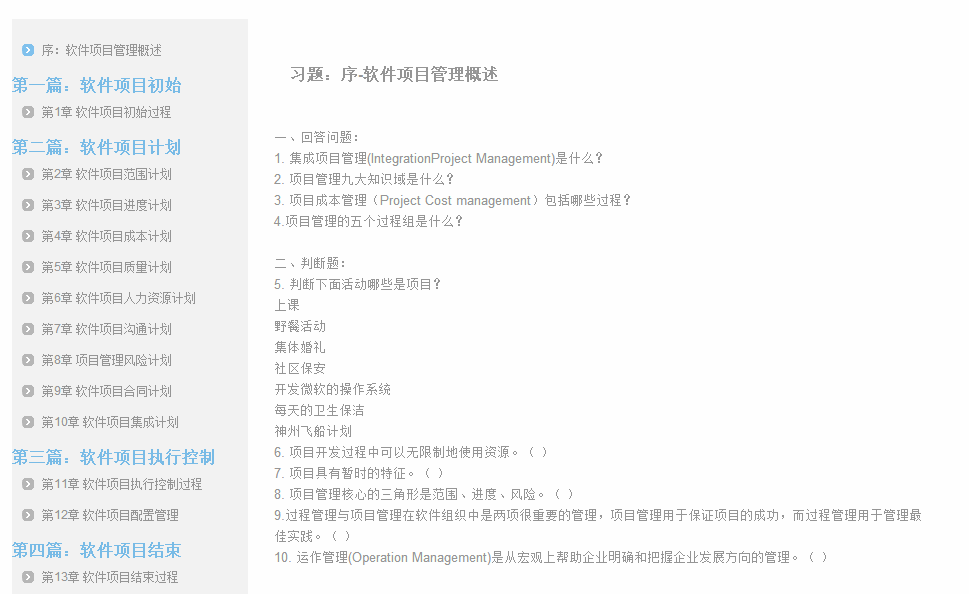 序：软件项目管理概述
第一篇：软件项目初始
第1章 软件项目初始过程
第二篇：软件项目计划
第2章 软件项目范围计划
第3章 软件项目进度计划
第4章 软件项目成本计划
第5章 软件项目质量计划
第6章 软件项目人力资源计划
第7章 软件项目沟通计划
第8章 项目管理风险计划
第9章 软件项目合同计划
第10章 软件项目集成计划
第三篇：软件项目执行控制
第11章 软件项目执行控制过程
第12章 软件项目配置管理
第四篇：软件项目结束
第13章 软件项目结束过程
习题：序-软件项目管理概述
一、回答问题：
1. 集成项目管理(IntegrationProject Management)是什么？
2. 项目管理九大知识域是什么？
3. 项目成本管理（Project Cost management）包括哪些过程？
4.项目管理的五个过程组是什么？
二、判断题：
5. 判断下面活动哪些是项目？
上课
野餐活动
集体婚礼
社区保安
开发微软的操作系统
每天的卫生保洁
神州飞船计划
6. 项目开发过程中可以无限制地使用资源。（ ）
7. 项目具有暂时的特征。（ ）
8. 项目管理核心的三角形是范围、进度、风险。（ ）
9.过程管理与项目管理在软件组织中是两项很重要的管理，项目管理用于保证项目的成功，而过程管理用于管理最
佳实践。（ ）
10. 运作管理(Operation Management)是从宏观上帮助企业明确和把握企业发展方向的管理。（ ）